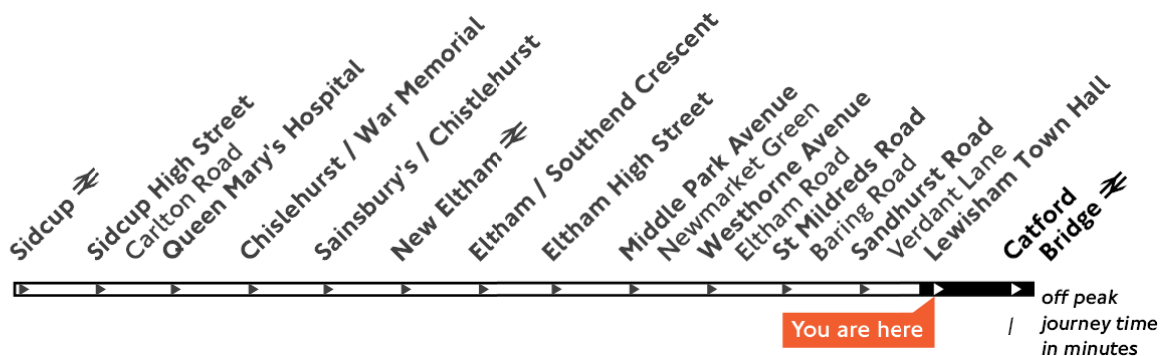 Sidcup
Sidcup High Street
Carlton Road
Queen Mary's Hospital
Chislehurst / War Memorial
Sainsbury's / Chistlehurst
New Eltham
Eltham / Southend Crescent
Eltham High Street
Middle Park Avenue
Newmarket Green
Westhorne Avenue
Eltham Road
St Mildreds Road
Baring Road
Sandhurst Road
Verdant Lane
Lewisham Town Hall
Catford
Bridge
You are here
/
off peak
journey time
in minutes